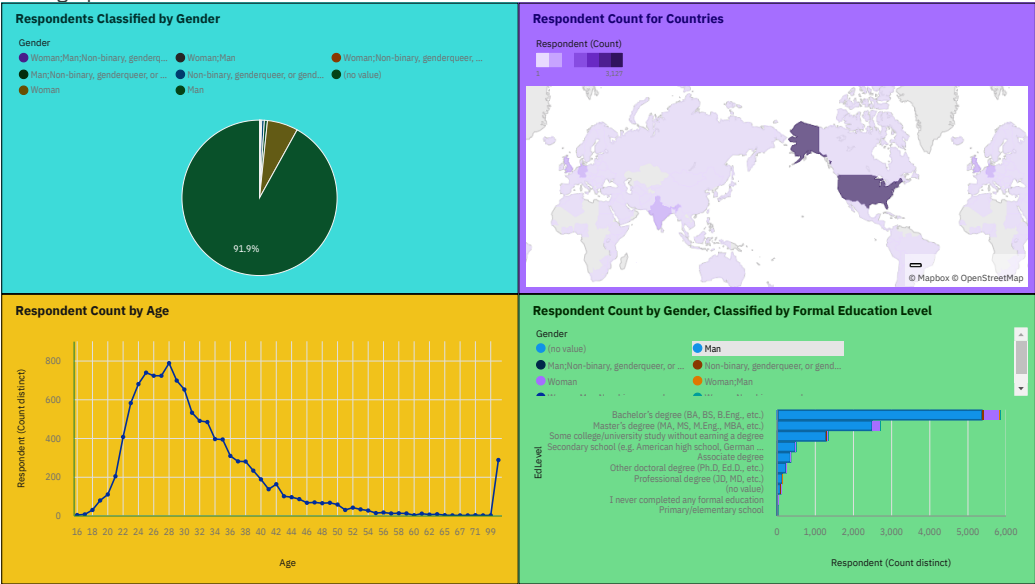 Respondents Classified by Gender
Gender
Woman;Man;Non-binary, genderq...
Woman;Man
Woman;Non-binary, genderqueer, ...
Man;Non-binary, genderqueer, or ...
Non-binary, genderqueer, or gend...
(no value)
Woman
Man
91.9%
Respondent Count for Countries
Respondent (Count)
1
© Mapbox © OpenStreetMap
Respondent Count by Age
Respondent (Count distinct)
800
600
400
200
0
16 18 20 22 24 26 28 30 32 34 36 38 40 42 44 46 48 50 52 54 56 58 60 62 65 67 71 99
Age
Respondent Count by Gender, Classified by Formal Education Level
Gender
(no value)
Man
Man;Non-binary, genderqueer, or ...
Non-binary, genderqueer, or gend...
Woman
Woman;Man
EdLevel
Bachelor's degree (BA, BS, B.Eng., etc.)
Master's degree (MA, MS, M.Eng., MBA, etc.)
Some college/university study without earning a degree
Secondary school (e.g. American high school, German ...
Associate degree
Other doctoral degree (Ph.D, Ed.D., etc.)
Professional degree (JD, MD, etc.)
(no value)
I never completed any formal education
Primary/elementary school
0 1,000 2,000 3,000 4,000 5,000 6,000
Respondent (Count distinct)